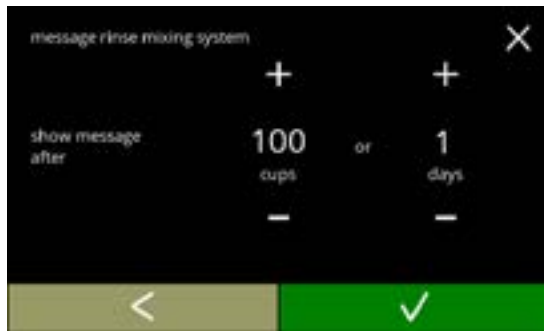 message rinse mixing system
show message
after
100
cups
or
1
days